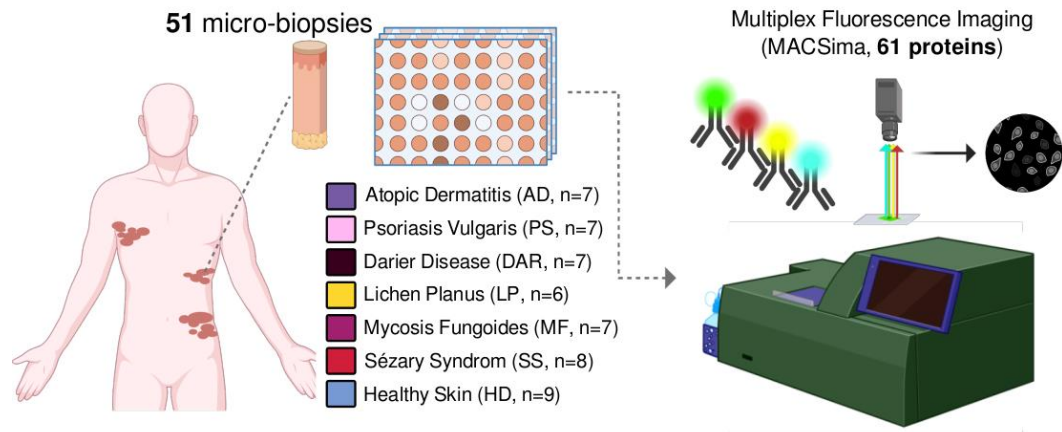 51 micro-biopsies
Multiplex Fluorescence Imaging
(MACSima, 61 proteins)
Atopic Dermatitis (AD, n=7)
Psoriasis Vulgaris (PS, n=7)
Darier Disease (DAR, n=7)
Lichen Planus (LP, n=6)
Mycosis Fungoides (MF, n=7)
Sézary Syndrom (SS, n=8)
Healthy Skin (HD, n=9)